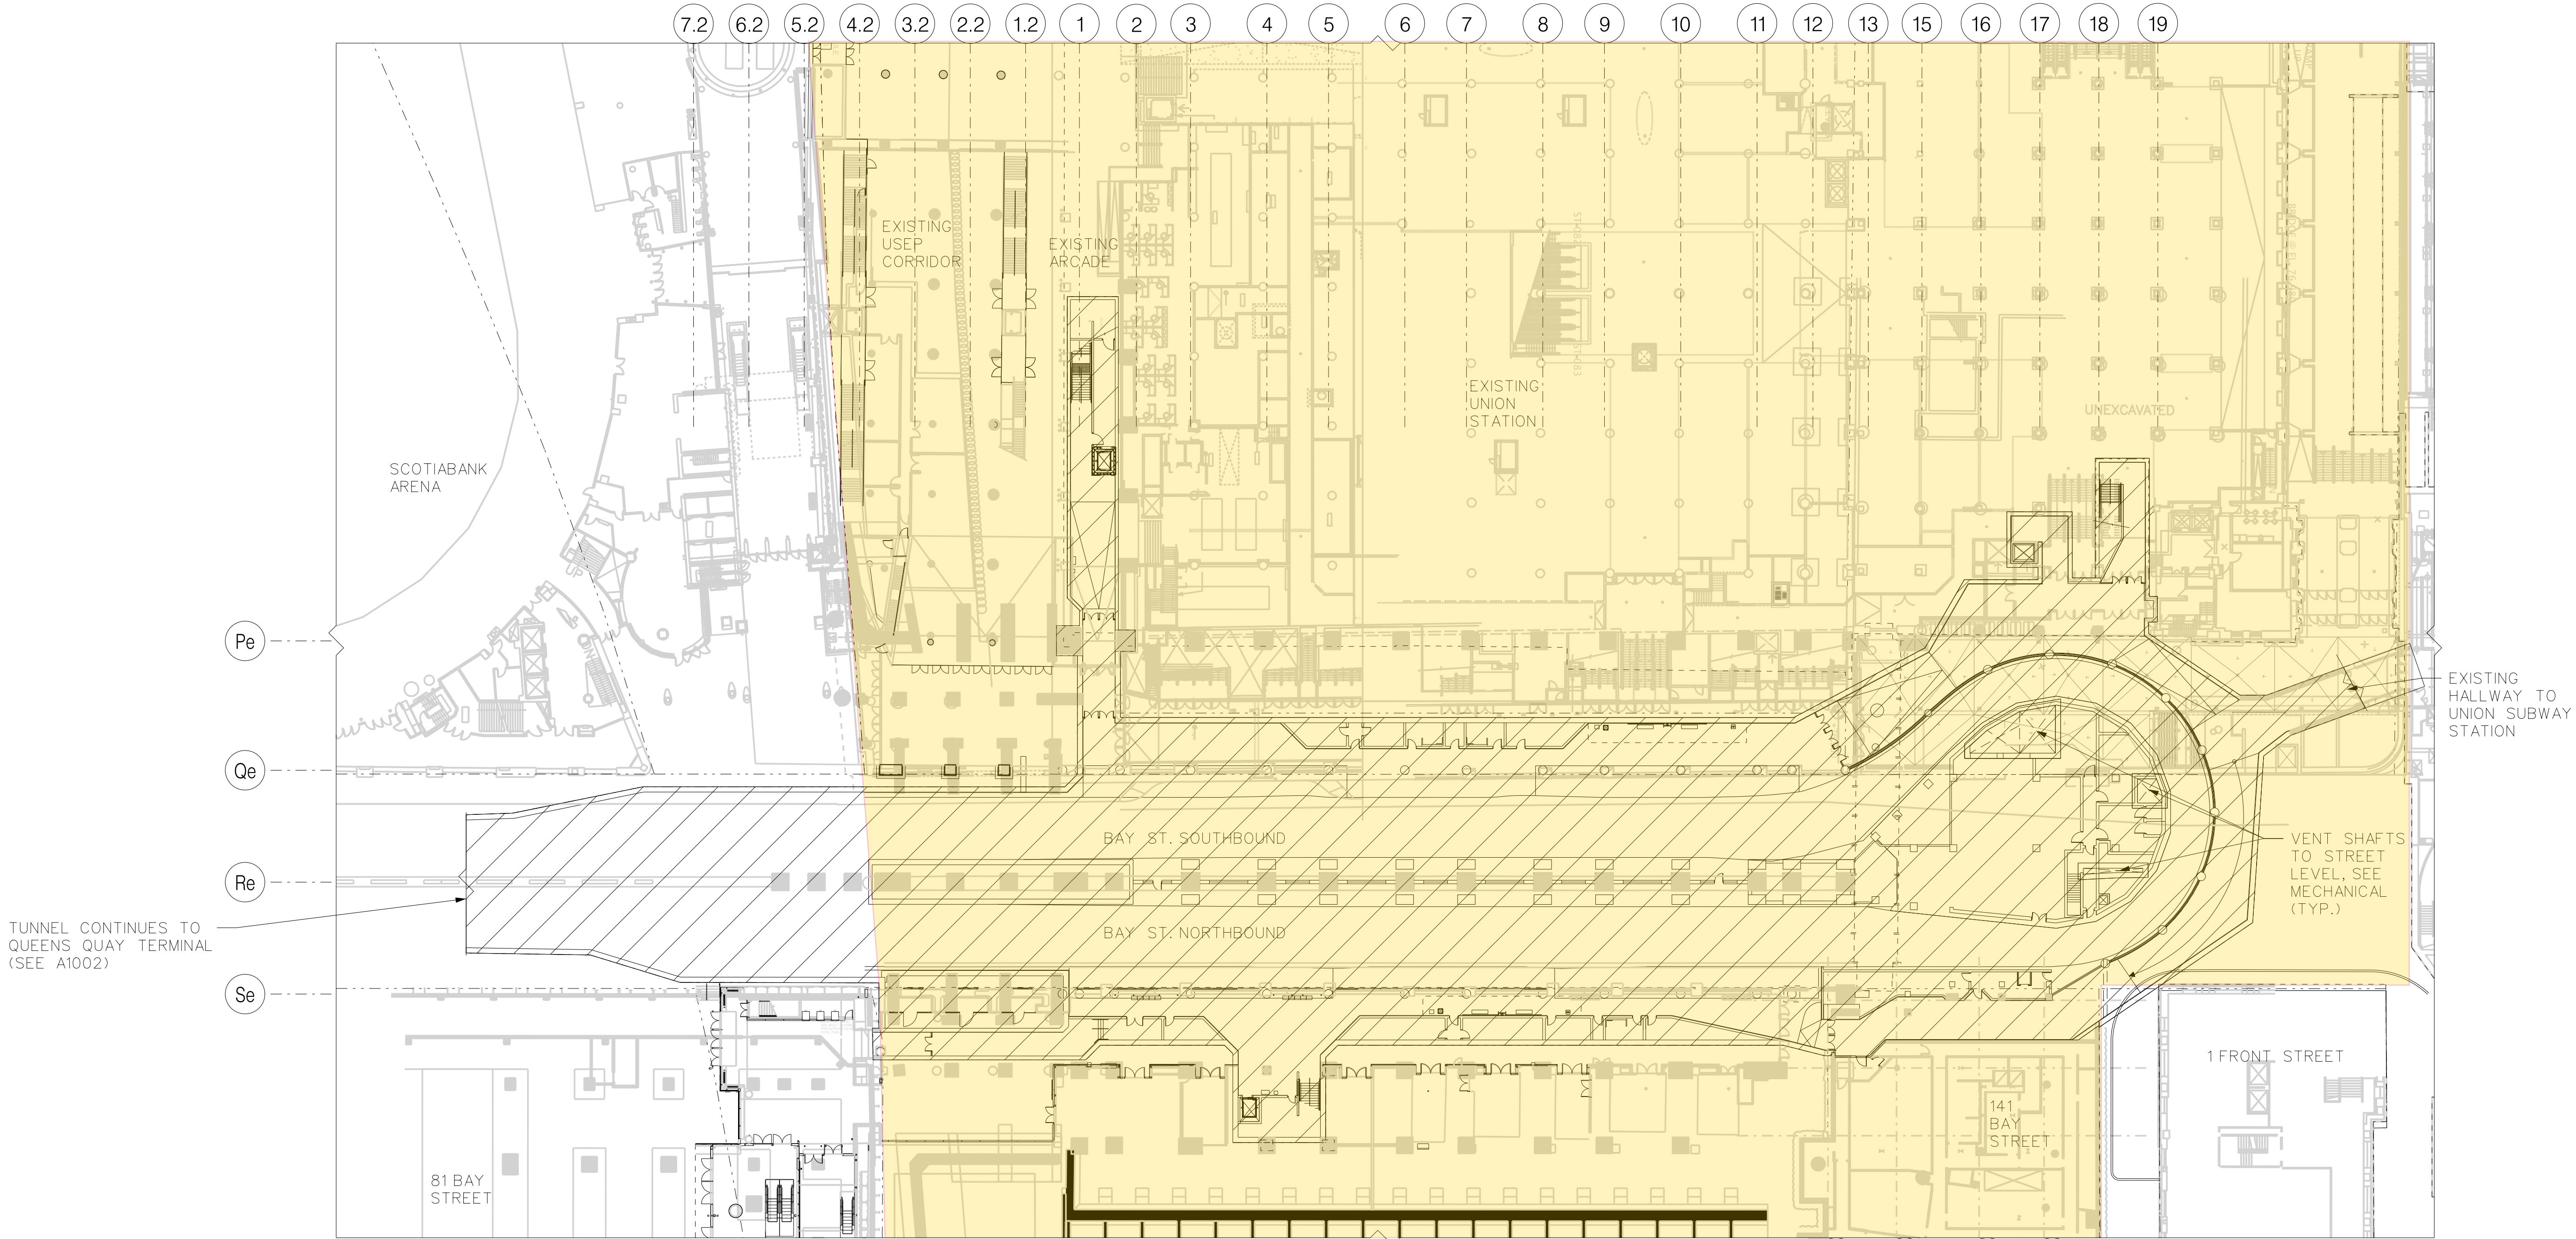 7.2 6.2 5.2 4.2 3.2 2.2 1.2 1 2 3 4 5 6 7 8 9 10 11 12 13 15 16 17 18 19
EXISTING
USEP
CORRIDOR
EXISTING
ARCADE
EXISTING
UNION
STATION
UNEXCAVATED
SCOTIABANK
ARENA
UP
DN
Pe
Qe
Re
Se
EXISTING
HALLWAY TO
UNION SUBWAY
STATION
BAY ST. SOUTHBOUND
BAY ST. NORTHBOUND
VENT SHAFTS
TO STREET
LEVEL, SEE
MECHANICAL
(TYP.)
TUNNEL CONTINUES TO
QUEENS QUAY TERMINAL
(SEE A1002)
1 FRONT STREET
141
BAY
STREET
81 BAY
STREET